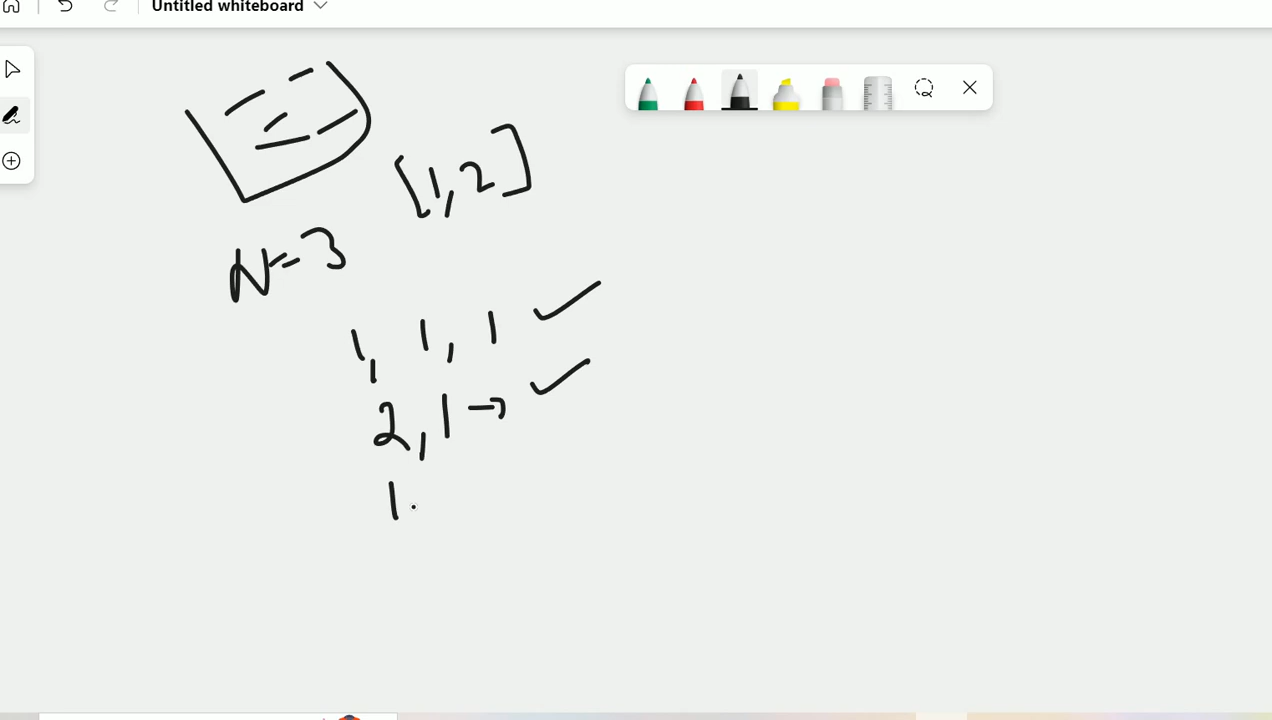 Untitled whiteboard
[1,2]
N=3
1, 1, 1 ✓
2, 1 → ✓
1